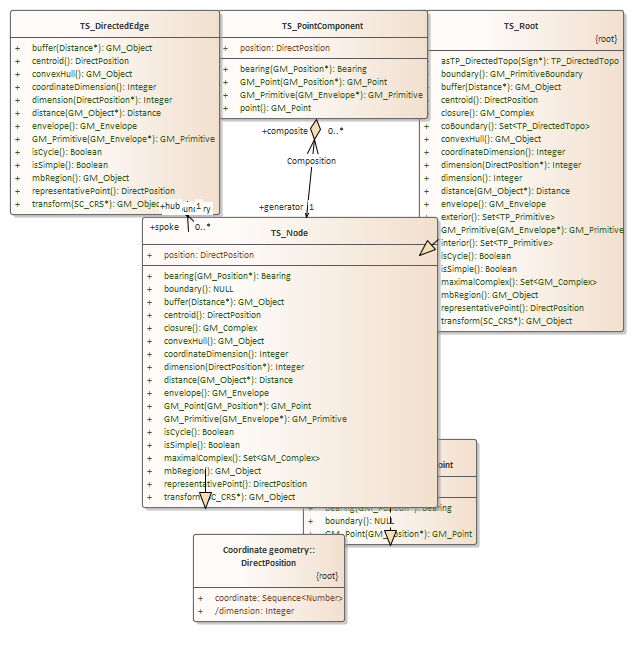 TS_DirectedEdge
+ buffer(Distance*): GM_Object
+ centroid(): DirectPosition
+ convexHull(): GM_Object
+ coordinateDimension(): Integer
+ dimension(DirectPosition*): Integer
+ distance(GM_Object*): Distance
+ envelope(): GM_Envelope
+ GM_Primitive(GM_Envelope*): GM_Primitive
+ isCycle(): Boolean
+ isSimple(): Boolean
+ mbRegion(): GM_Object
+ representativePoint(): DirectPosition
+ transform(SC_CRS*): GM_Object
TS_PointComponent
+ position: DirectPosition
+ bearing(GM_Position*): Bearing
+ GM_Point(GM_Position*): GM_Point
+ GM_Primitive(GM_Envelope*): GM_Primitive
+ point(): GM_Point
TS_Root
{root}
asTP_DirectedTopo(Sign*): TP_DirectedTopo
boundary(): GM_PrimitiveBoundary
buffer(Distance*): GM_Object
centroid(): DirectPosition
closure(): GM_Complex
+ coBoundary(): Set<TP_DirectedTopo>
+ convexHull(): GM_Object
+ coordinateDimension(): Integer
+ dimension(DirectPosition*): Integer
+ dimension(): Integer
+ distance(GM_Object*): Distance
+ envelope(): GM_Envelope
exterior(): Set<TP_Primitive>
GM_Primitive(GM_Envelope*): GM_Primitive
interior(): Set<TP_Primitive>
isCycle(): Boolean
isSimple(): Boolean
maximalComplex(): Set<GM_Complex>
mbRegion(): GM_Object
representativePoint(): DirectPosition
transform(SC_CRS*): GM_Object
+composite 0..*
Composition
+generator 1
+hub 1
ry
+spoke 0..*
TS_Node
+ position: DirectPosition
+ bearing(GM_Position*): Bearing
+ boundary(): NULL
+ buffer(Distance*): GM_Object
+ centroid(): DirectPosition
+ closure(): GM_Complex
+ convexHull(): GM_Object
+ coordinateDimension(): Integer
+ dimension(DirectPosition*): Integer
+ distance(GM_Object*): Distance
+ envelope(): GM_Envelope
+ GM_Point(GM_Position*): GM_Point
+ GM_Primitive(GM_Envelope*): GM_Primitive
+ isCycle(): Boolean
+ isSimple(): Boolean
+ maximalComplex(): Set<GM_Complex>
+ mbRegion(): GM_Object
+ representativePoint(): DirectPosition
+ transform(SC_CRS*): GM_Object
oint
+ bearing(GM_Position*): Bearing
+ boundary(): NULL
+ GM_Point(GM_Position*): GM_Point
Coordinate geometry::
DirectPosition
{root}
+ coordinate: Sequence<Number>
+ /dimension: Integer